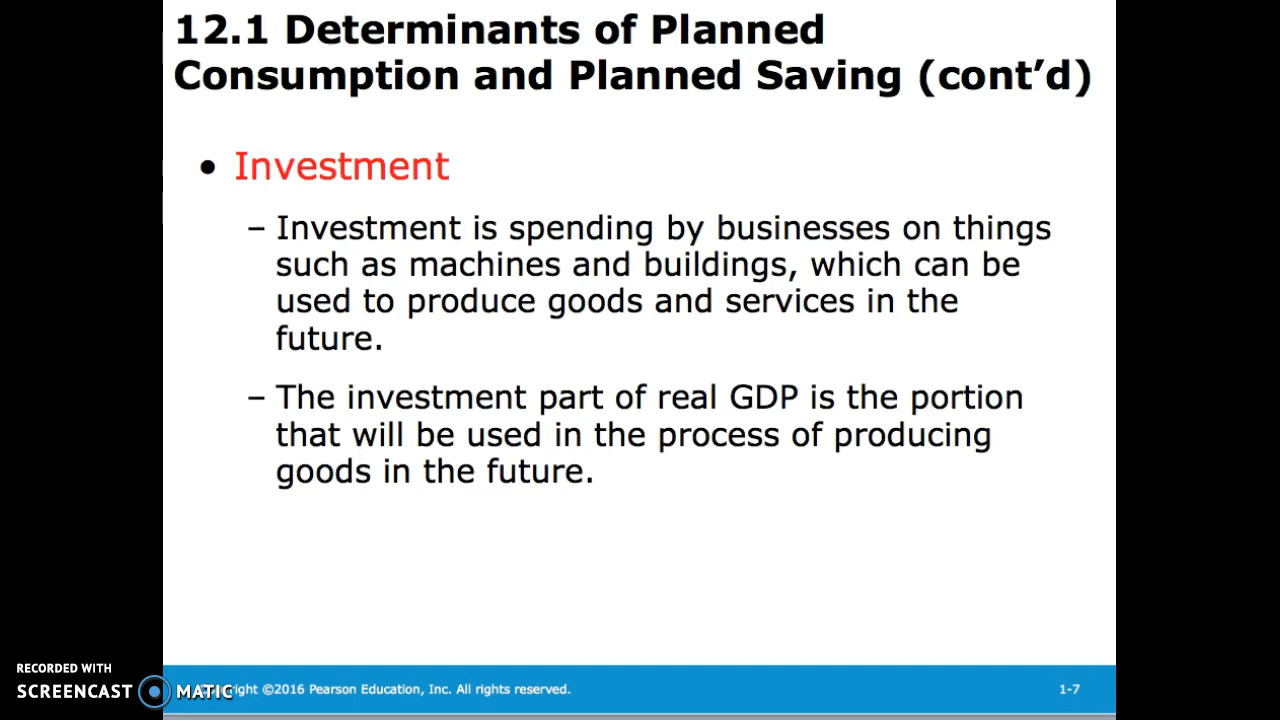 12.1 Determinants of Planned
Consumption and Planned Saving (cont’d)
• Investment
– Investment is spending by businesses on things
such as machines and buildings, which can be
used to produce goods and services in the
future.
– The investment part of real GDP is the portion
that will be used in the process of producing
goods in the future.
RECORDED WITH
SCREENCAST MATIC
©2016 Pearson Education, Inc. All rights reserved.
1-7